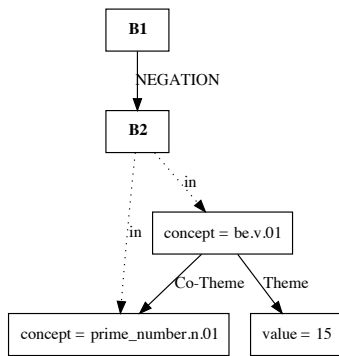 B1
NEGATION
B2
in
in
concept = be.v.01
Co-Theme
Theme
concept = prime_number.n.01
value = 15